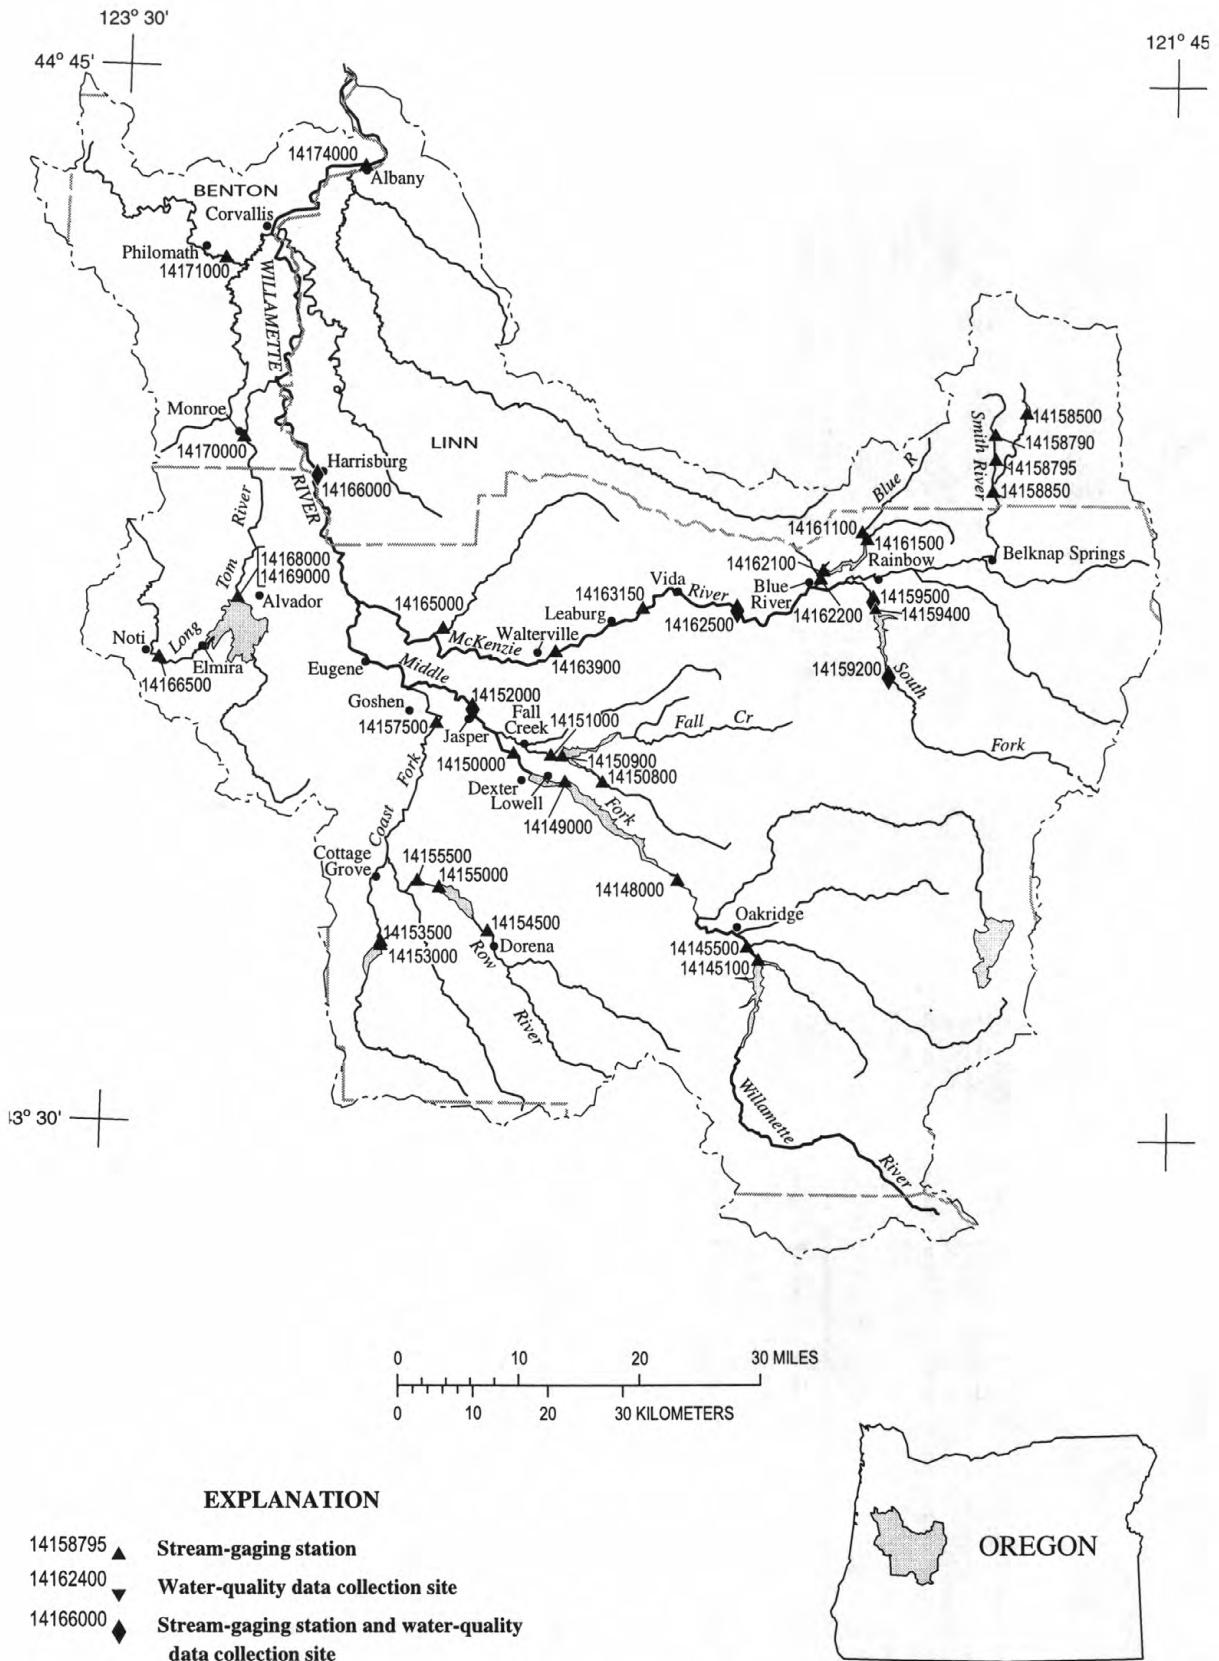 123° 30'
121° 45
44° 45'
14174000
Albany
BENTON
Corvallis
Philomath
14171000
WILLAMETTE
Monroe
14170000
LINN
Harrisburg
14166000
RIVER
River
Smith River
14158500
14158790
14158795
14158850
Blue R
14161100
14161500
Rainbow
Belknap Springs
14162100
Blue
River
14162200
14159500
14159400
14168000
14169000
Tom
Alvador
Long
Noti
Elmira
14166500
14165000
14163150
Vida
River
Leaburg
14162500
Walterville
McKenzie
14163900
Eugene
Middle
14159200
South
Fork
Goshen
14157500
14152000
Jasper
Fall
Creek
14151000
Fall Cr
14150900
14150800
14150000
Dexter
Lowell
14149000
Fork
Fork
Coast
Cottage
Grove
14155500
14155000
14148000
Oakridge
14145500
14145100
14154500
14153500
14153000
Row
Dorena
River
Willamette
River
43° 30'
0 10 20 30 MILES
0 10 20 30 KILOMETERS
EXPLANATION
14158795 Stream-gaging station
14162400 Water-quality data collection site
14166000 Stream-gaging station and water-quality
data collection site
OREGON